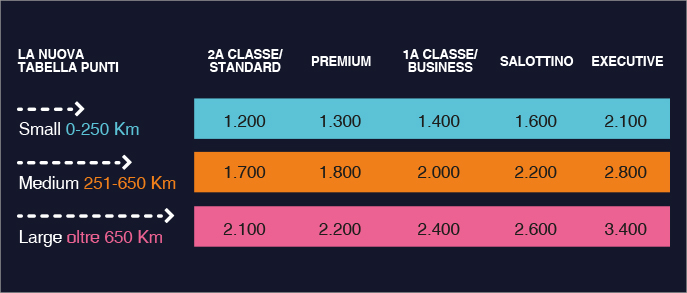 LA NUOVA
TABELLA PUNTI
2A CLASSE/
STANDARD
PREMIUM
1A CLASSE/
BUSINESS
SALOTTINO
EXECUTIVE
Small 0-250 Km
1.200 1.300 1.400 1.600 2.100
Medium 251-650 Km
1.700 1.800 2.000 2.200 2.800
Large oltre 650 Km
2.100 2.200 2.400 2.600 3.400